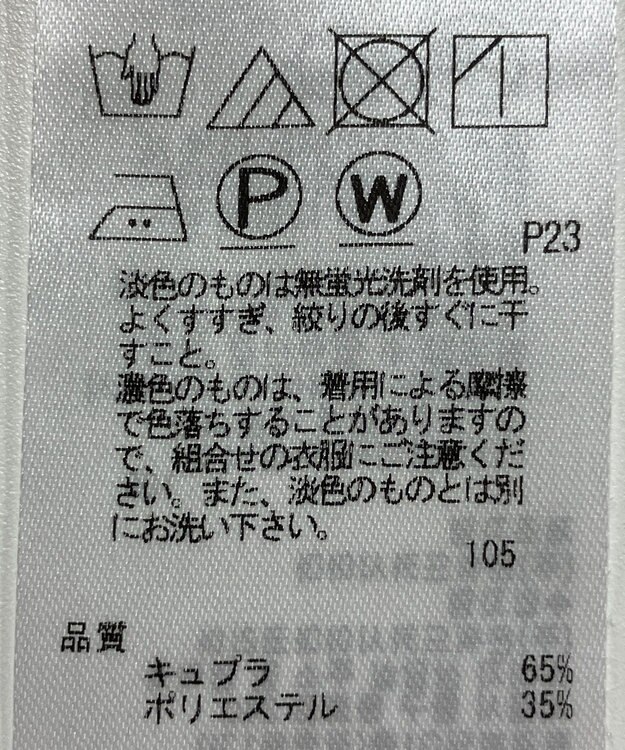 P
W
P23
淡色のものは無蛍光洗剤を使用。
よくすすぎ、絞りの後すぐに干
すこと。
濃色のものは、着用による摩擦
で色落ちすることがありますの
で、組合せの衣服にご注意くだ
さい。また、淡色のものとは別
にお洗い下さい。
105
品質
キュプラ 65%
ポリエステル 35%